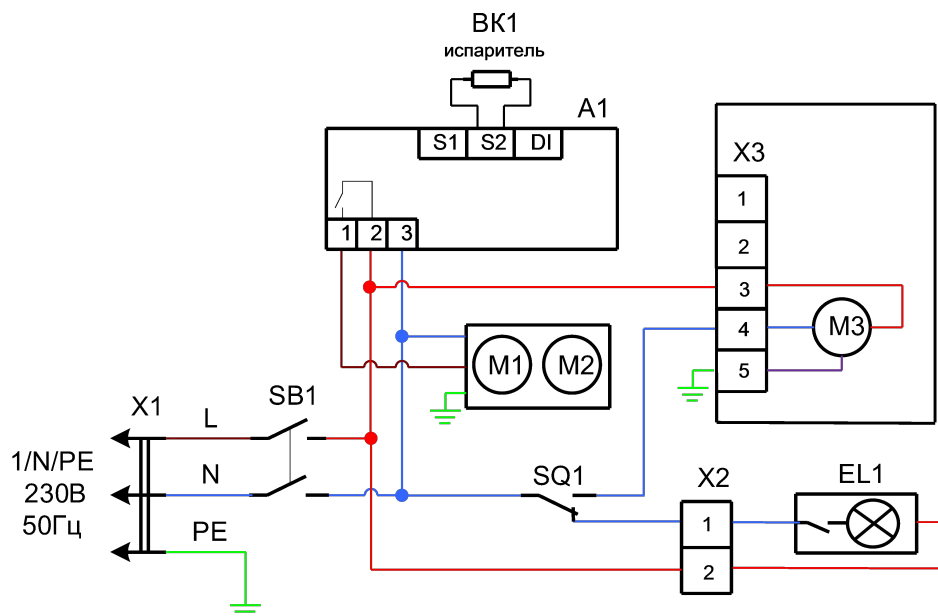 BK1
испаритель
A1
S1 S2 DI
X3
1
2
1 2 3
3
M3
4
M1 M2
5
SB1
X1
L
1/N/PE
N
230В
SQ1
X2
EL1
50Гц
PE
1
2